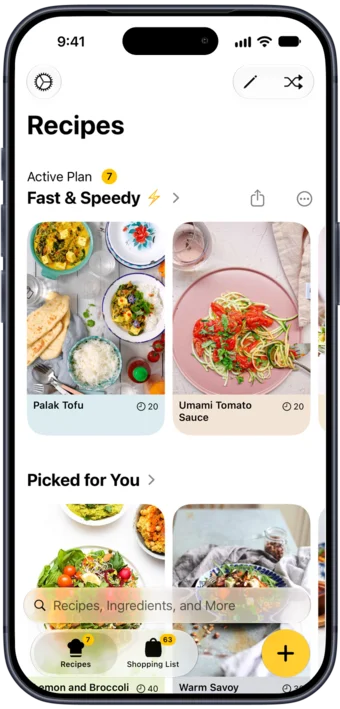 9:41
Recipes
Active Plan 7
Fast & Speedy ⚡
Palak Tofu 20
Umami Tomato
Sauce 20
Picked for You
Recipes, Ingredients, and More
7
Recipes
63
Shopping List
emon and Broccoli 40
Warm Savoy